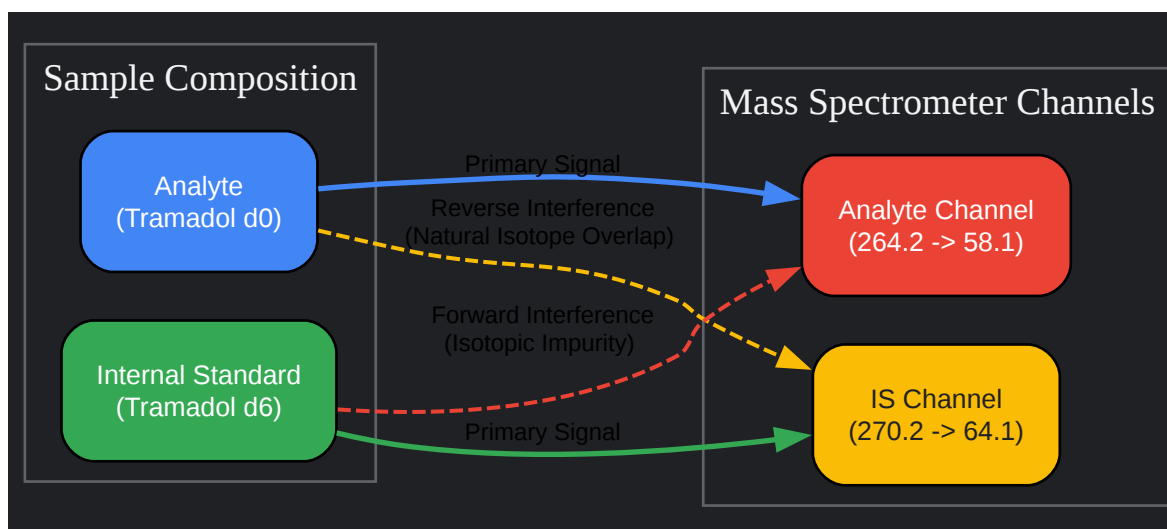 Sample Composition
Mass Spectrometer Channels
Analyte
(Tramadol d0)
Primary Signal
Reverse Interference
(Natural Isotope Overlap)
Analyte Channel
(264.2 -> 58.1)
Internal Standard
(Tramadol d6)
Forward Interference
(Isotopic Impurity)
Primary Signal
IS Channel
(270.2 -> 64.1)